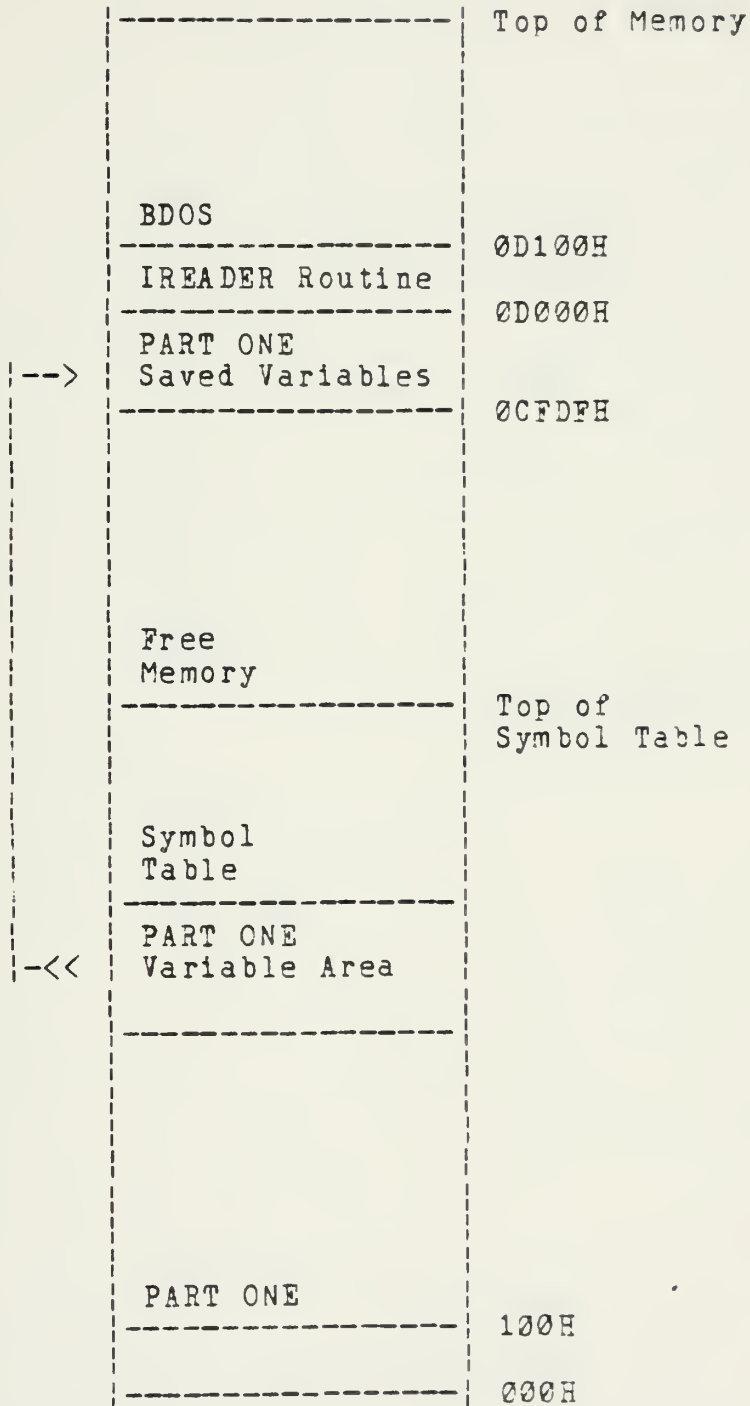 Top of Memory
BDOS
0D100H
IREADER Routine
0D000H
PART ONE
--> Saved Variables
0CFDFH
Free
Memory
Top of
Symbol Table
Symbol
Table
PART ONE
-<< Variable Area
PART ONE
100H
000H